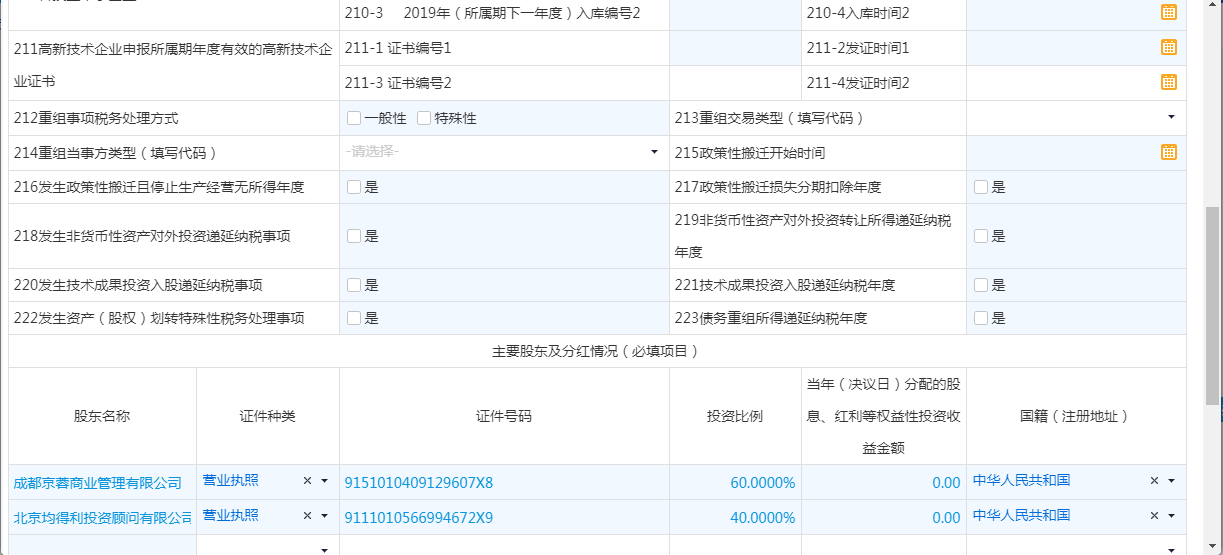 210-3 2019年（所属期下一年度）入库编号2
210-4入库时间2
211高新技术企业申报所属期年度有效的高新技术企
业证书
211-1 证书编号1
211-2发证时间1
211-3 证书编号2
211-4发证时间2
212重组事项税务处理方式
一般性 特殊性
213重组交易类型（填写代码）
214重组当事方类型（填写代码）
-请选择-
215政策性搬迁开始时间
216发生政策性搬迁且停止生产经营无所得年度
是
217政策性搬迁损失分期扣除年度
是
218发生非货币性资产对外投资递延纳税事项
是
219非货币性资产对外投资转让所得递延纳税
年度
是
220发生技术成果投资入股递延纳税事项
是
221技术成果投资入股递延纳税年度
是
222发生资产（股权）划转特殊性税务处理事项
是
223债务重组所得递延纳税年度
是
主要股东及分红情况（必填项目）
股东名称
证件种类
证件号码
投资比例
当年（决议日）分配的股
息、红利等权益性投资收
益金额
国籍（注册地址）
成都京蓉商业管理有限公司
营业执照
9151010409129607X8
60.0000%
0.00
中华人民共和国
北京均得利投资顾问有限公司
营业执照
9111010566994672X9
40.0000%
0.00
中华人民共和国